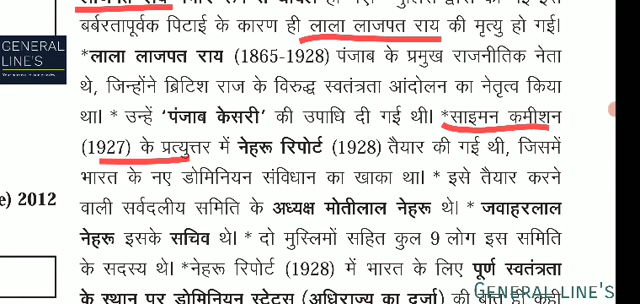 बर्बरतापूर्वक पिटाई के कारण ही लाला लाजपत राय की मृत्यु हो गई।
GENERAL
LINE'S
*लाला लाजपत राय (1865-1928) पंजाब के प्रमुख राजनीतिक नेता
थे, जिन्होंने ब्रिटिश राज के विरुद्ध स्वतंत्रता आंदोलन का नेतृत्व किया
था। * उन्हें 'पंजाब केसरी' की उपाधि दी गई थी। *साइमन कमीशन
(1927) के प्रत्युत्तर में नेहरू रिपोर्ट (1928) तैयार की गई थी, जिसमें
भारत के नए डोमिनियन संविधान का खाका था। * इसे तैयार करने
e) 2012
वाली सर्वदलीय समिति के अध्यक्ष मोतीलाल नेहरू थे। * जवाहरलाल
नेहरू इसके सचिव थे। * दो मुस्लिमों सहित कुल 9 लोग इस समिति
के सदस्य थे। *नेहरू रिपोर्ट (1928) में भारत के लिए पूर्ण स्वतंत्रता
के स्थान पर डोमिनियन स्टेटस (अधिराज्य का दर्जा) की
GENERAL LINE'S